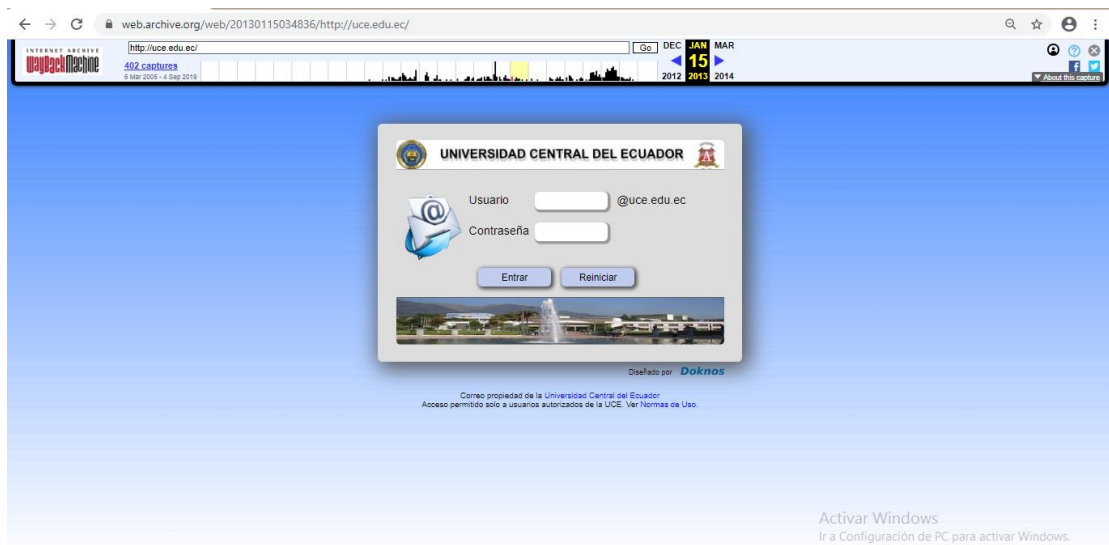 web.archive.org/web/20130115034836/http://uce.edu.ec/
INTERNET ARCHIVE
WayBackMachine
http://uce.edu.ec/
Go
DEC JAN MAR
15
2012 2013 2014
402 captures
6 Mar 2005 - 4 Sep 2019
▼ About this capture
UNIVERSIDAD CENTRAL DEL ECUADOR
Usuario @uce.edu.ec
Contraseña
Entrar Reiniciar
Diseñado por Doknos
Correo propiedad de la Universidad Central del Ecuador
Acceso permitido solo a usuarios autorizados de la UCE. Ver Normas de Uso.
Activar Windows
Ir a Configuración de PC para activar Windows.